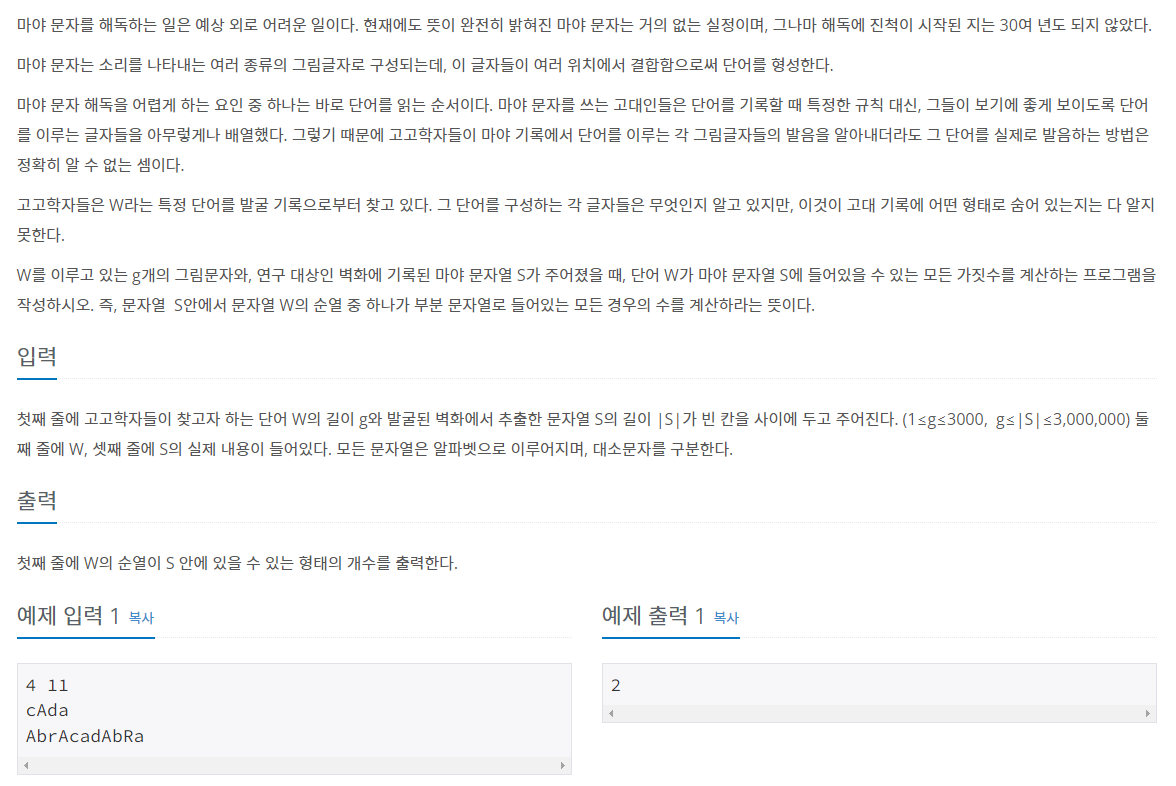 마야 문자를 해독하는 일은 예상 외로 어려운 일이다. 현재에도 뜻이 완전히 밝혀진 마야 문자는 거의 없는 실정이며, 그나마 해독에 진척이 시작된 지는 30여 년도 되지 않았다.
마야 문자는 소리를 나타내는 여러 종류의 그림글자로 구성되는데, 이 글자들이 여러 위치에서 결합함으로써 단어를 형성한다.
마야 문자 해독을 어렵게 하는 요인 중 하나는 바로 단어를 읽는 순서이다. 마야 문자를 쓰는 고대인들은 단어를 기록할 때 특정한 규칙 대신, 그들이 보기에 좋게 보이도록 단어
를 이루는 글자들을 아무렇게나 배열했다. 그렇기 때문에 고고학자들이 마야 기록에서 단어를 이루는 각 그림글자들의 발음을 알아내더라도 그 단어를 실제로 발음하는 방법은
정확히 알 수 없는 셈이다.
고고학자들은 W라는 특정 단어를 발굴 기록으로부터 찾고 있다. 그 단어를 구성하는 각 글자들은 무엇인지 알고 있지만, 이것이 고대 기록에 어떤 형태로 숨어 있는지는 다 알지
못한다.
W를 이루고 있는 g개의 그림문자와, 연구 대상인 벽화에 기록된 마야 문자열 S가 주어졌을 때, 단어 W가 마야 문자열 S에 들어있을 수 있는 모든 가짓수를 계산하는 프로그램을
작성하시오. 즉, 문자열 S안에서 문자열 W의 순열 중 하나가 부분 문자열로 들어있는 모든 경우의 수를 계산하라는 뜻이다.
입력
첫째 줄에 고고학자들이 찾고자 하는 단어 W의 길이 g와 발굴된 벽화에서 추출한 문자열 S의 길이 |S|가 빈 칸을 사이에 두고 주어진다. (1≤g≤3000, g≤|S|≤3,000,000) 둘
째 줄에 W, 셋째 줄에 S의 실제 내용이 들어있다. 모든 문자열은 알파벳으로 이루어지며, 대소문자를 구분한다.
출력
첫째 줄에 W의 순열이 S 안에 있을 수 있는 형태의 개수를 출력한다.
예제 입력 1 복사
4 11
cAda
AbrAcadAbRa
예제 출력 1 복사
2